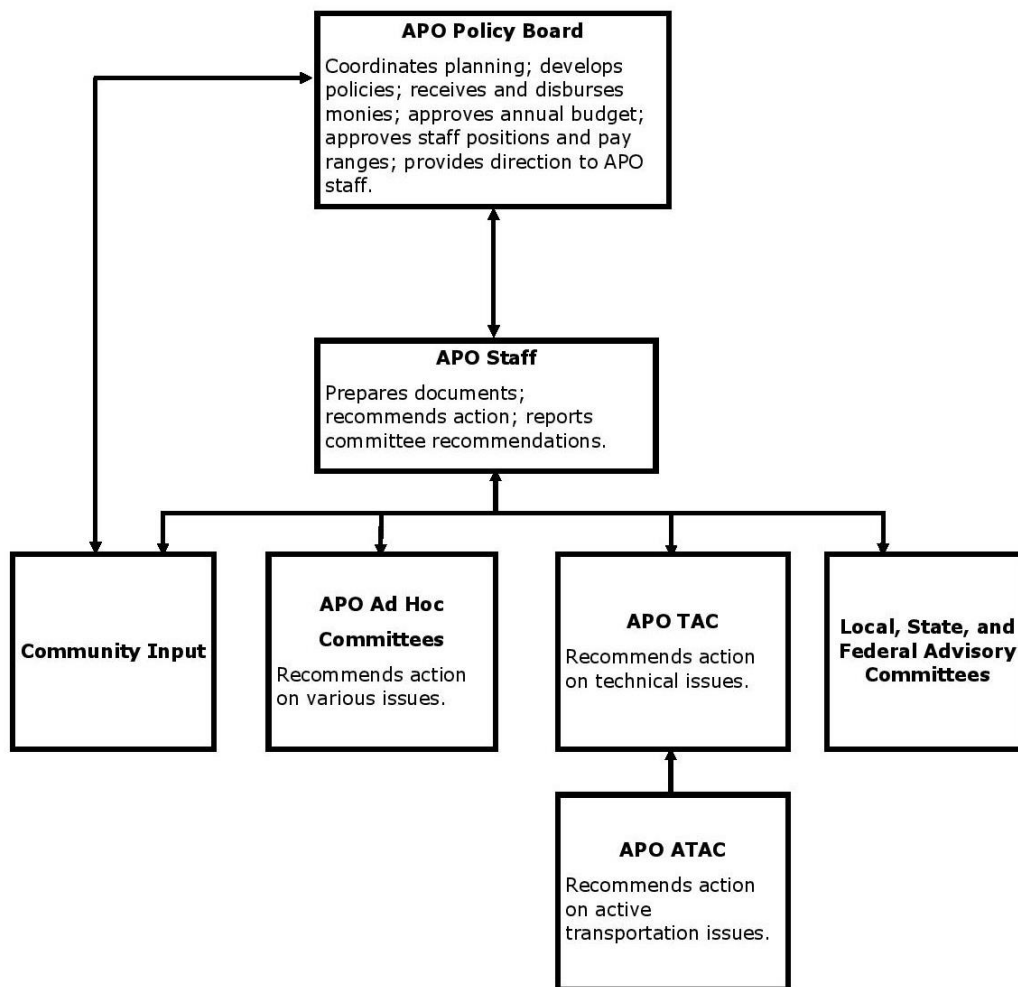 APO Policy Board
Coordinates planning; develops
policies; receives and disburses
monies; approves annual budget;
approves staff positions and pay
ranges; provides direction to APO
staff.
APO Staff
Prepares documents;
recommends action; reports
committee recommendations.
Community Input
APO Ad Hoc
Committees
Recommends action
on various issues.
APO TAC
Recommends action
on technical issues.
Local, State, and
Federal Advisory
Committees
APO ATAC
Recommends action
on active
transportation issues.